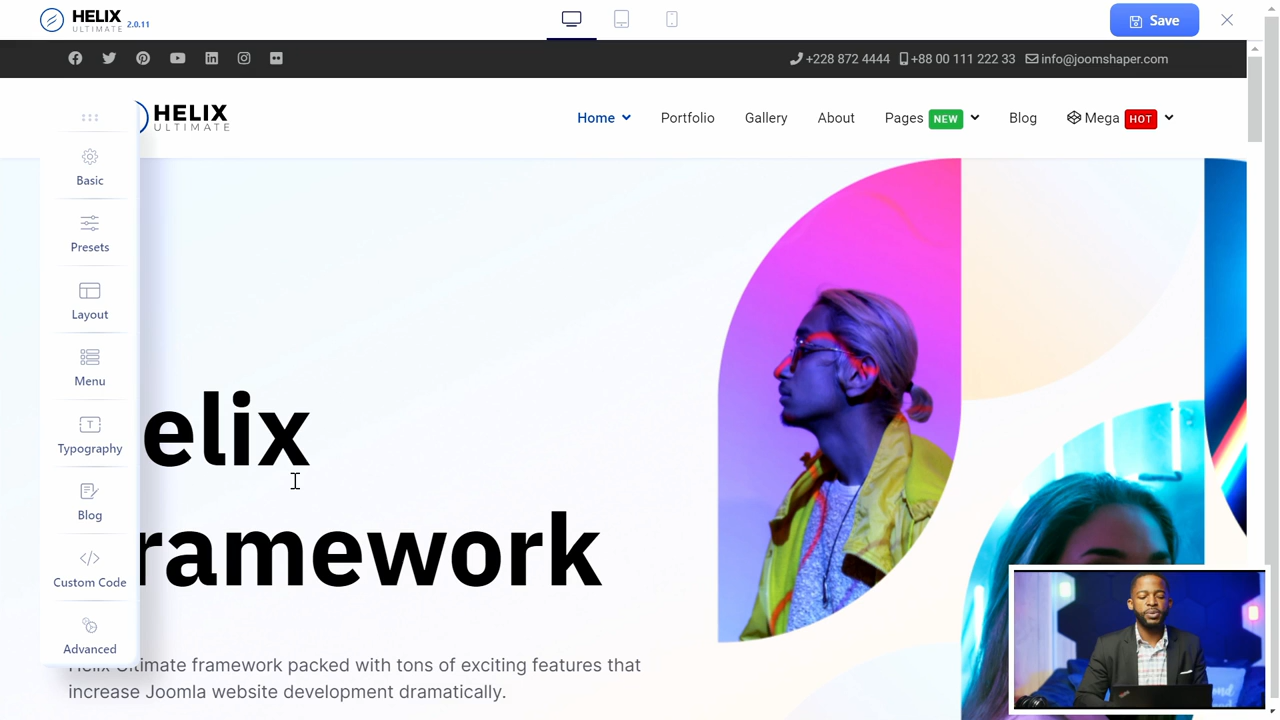 HELIX
ULTIMATE 2.0.11
Save
+228 872 4444 +88 00 111 222 33 info@joomshaper.com
HELIX
ULTIMATE
Home Portfolio Gallery About Pages NEW Blog Mega HOT
Basic
Presets
Layout
Menu
Typography
Blog
Custom Code
Advanced
elix
ramework
Helix Ultimate framework packed with tons of exciting features that
increase Joomla website development dramatically.